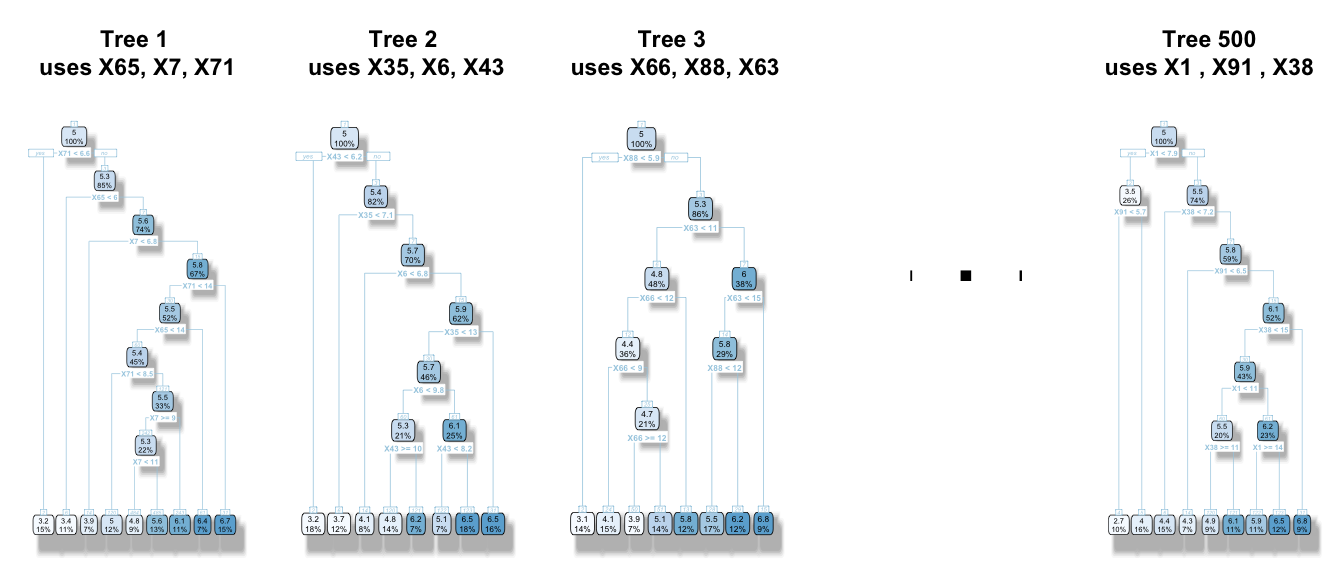 Tree 1
uses X65, X7, X71
Tree 2
uses X35, X6, X43
Tree 3
uses X66, X88, X63
Tree 500
uses X1 , X91 , X38
5
100%
yes X71 < 6.6 no
5.3
85%
X65 < 6
5.6
74%
X7 < 6.8
5.8
67%
X71 < 14
5.5
52%
X65 < 14
5.4
45%
X71 < 8.5
5.5
33%
X7 >= 9
5.3
22%
X7 < 11
3.2 3.4 3.9 5 4.8 5.6 6.1 6.4 6.7
15% 11% 7% 12% 9% 13% 11% 7% 15%
5
100%
yes X43 < 6.2 no
5.4
82%
X35 < 7.1
5.7
70%
X6 < 6.8
5.9
62%
X35 < 13
5.7
46%
X6 < 9.8
5.3 6.1
21% 25%
X43 >= 10 X43 < 8.2
3.2 3.7 4.1 4.8 6.2 5.1 6.5 6.5
18% 12% 8% 14% 7% 7% 18% 16%
5
100%
yes X88 < 5.9 no
5.3
86%
X63 < 11
4.8 6
48% 38%
X66 < 12 X63 < 15
4.4 5.8
36% 29%
X66 < 9 X88 < 12
4.7
21%
X66 >= 12
3.1 4.1 3.9 5.1 5.8 5.5 6.2 6.8
14% 15% 7% 14% 12% 17% 12% 9%
5
100%
yes X1 < 7.9 no
3.5 5.5
26% 74%
X91 < 5.7 X38 < 7.2
5.8
59%
X91 < 6.5
6.1
52%
X38 < 15
5.9
43%
X1 < 11
5.5 6.2
20% 23%
X38 >= 11 X1 >= 14
2.7 4 4.4 4.3 4.9 6.1 5.9 6.5 6.8
10% 16% 15% 7% 9% 11% 11% 12% 9%